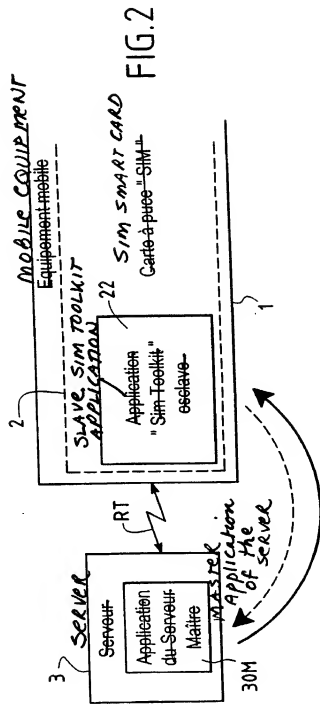 MOBILE EQUIPMENT
Equipement mobile
2
SLAVE SIM TOOLKIT
APPLICATION
Application
" Sim Toolkit "
esclave
22
SIM SMART CARD
Carte à puce " SIM "
FIG.2
1
RT
3
SERVER
Serveur
Application
du Serveur
Maître
30M
MASTER
Application
of the
server